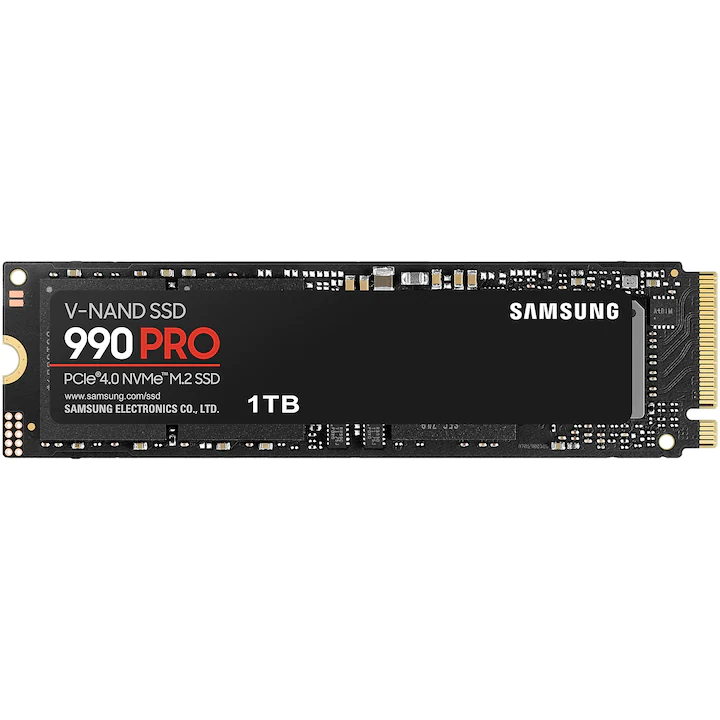 V-NAND SSD
990 PRO
PCIe®4.0 NVMe™ M.2 SSD
www.samsung.com/ssd
SAMSUNG ELECTRONICS CO., LTD.
1TB
SAMSUNG